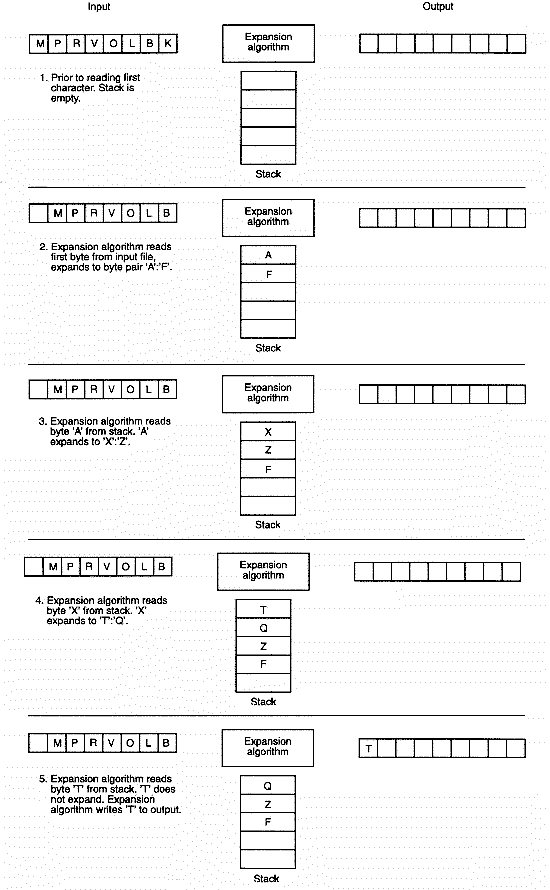 Input
Output
M P R V O L B K
Expansion
algorithm
1. Prior to reading first
character. Stack is
empty.
Stack
M P R V O L B
Expansion
algorithm
2. Expansion algorithm reads
first byte from input file,
expands to byte pair 'A':'F'.
A
F
Stack
M P R V O L B
Expansion
algorithm
3. Expansion algorithm reads
byte 'A' from stack. 'A'
expands to 'X':'Z'.
X
Z
F
Stack
M P R V O L B
Expansion
algorithm
4. Expansion algorithm reads
byte 'X' from stack. 'X'
expands to 'T':'Q'.
T
Q
Z
F
Stack
M P R V O L B
Expansion
algorithm
T
5. Expansion algorithm reads
byte 'T' from stack. 'T' does
not expand. Expansion
algorithm writes 'T' to output.
Q
Z
F
Stack